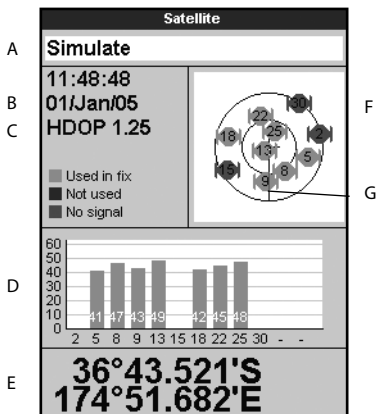 Satellite
A
Simulate
11:48:48
B
01/Jan/05
C
HDOP 1.25
Used in fix
Not used
No signal
30
22
25
2
18
13
5
15
8
9
F
G
D
60
50
40
30
20
10
0
41 47 43 49 42 45 48
2 5 8 9 13 15 18 22 25 30 - -
E
36°43.521'S
174°51.682'E